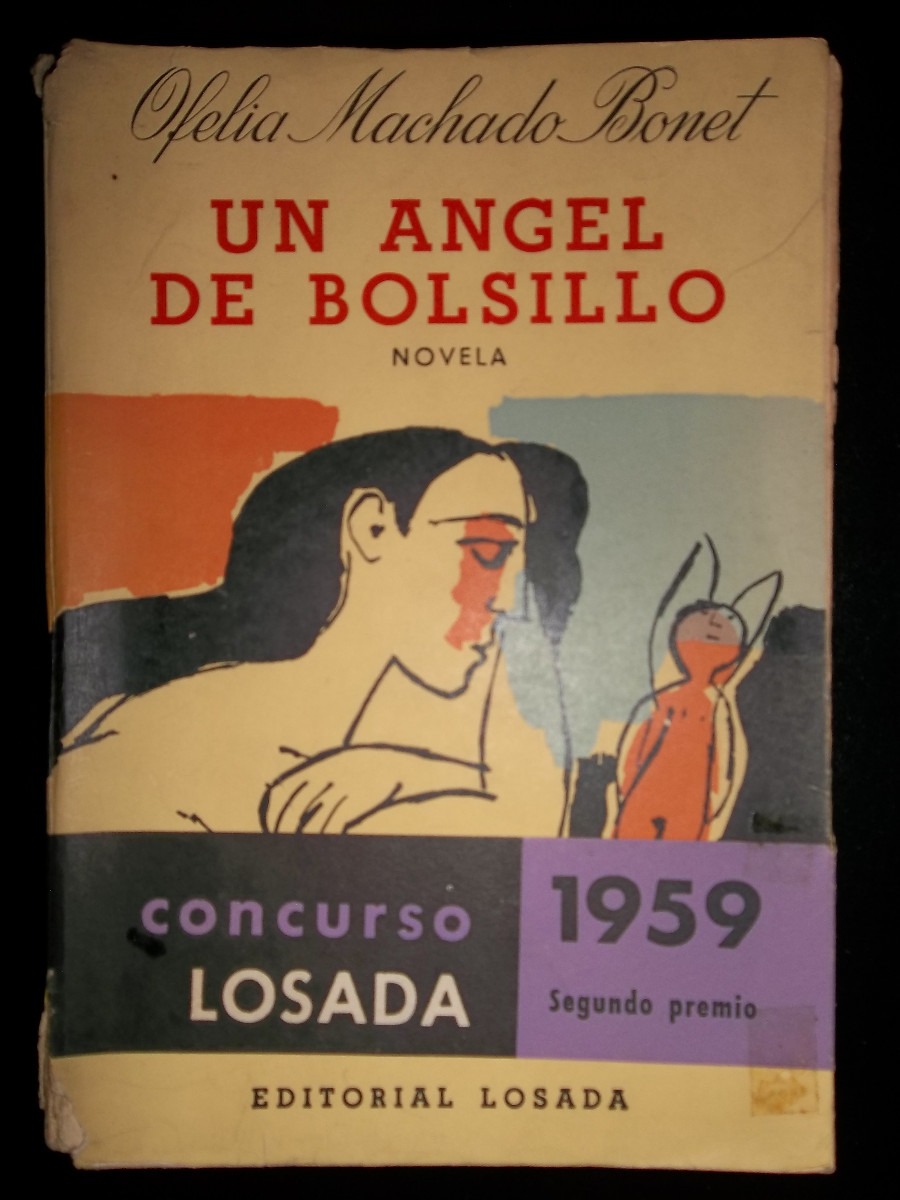 Ofelia Machado Bonet
UN ANGEL
DE BOLSILLO
NOVELA
concurso
LOSADA
1959
Segundo premio
EDITORIAL LOSADA